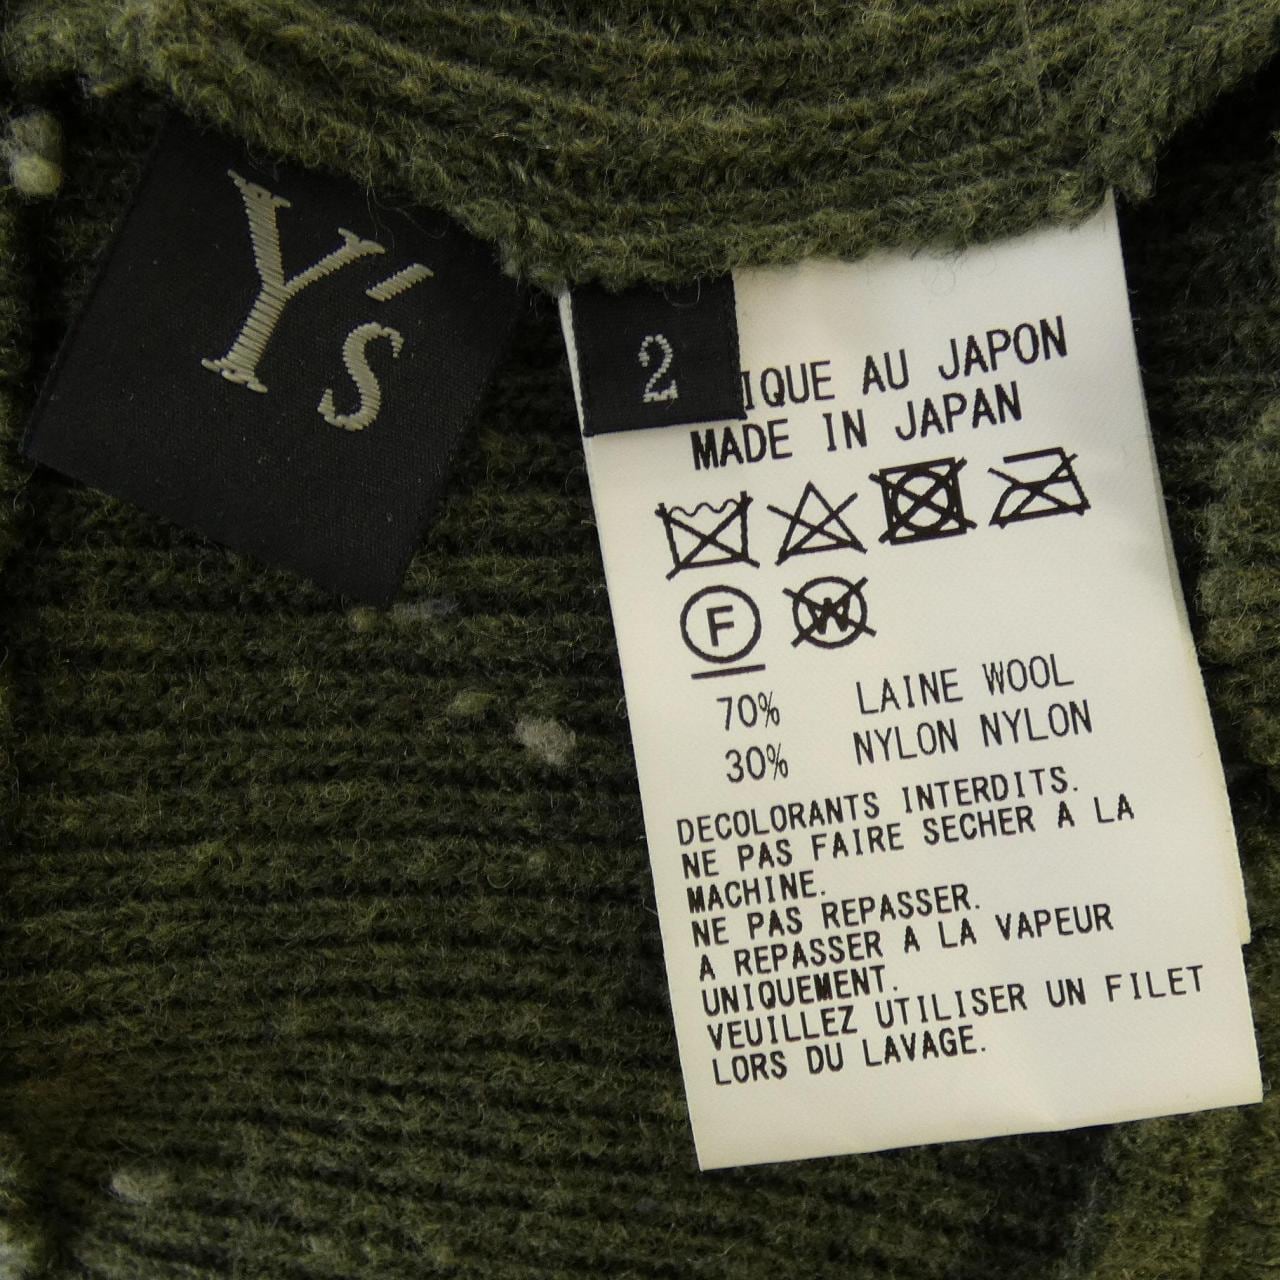 Y's
2
IQUE AU JAPON
MADE IN JAPAN
F
W
70% LAINE WOOL
30% NYLON NYLON
DECOLORANTS INTERDITS.
NE PAS FAIRE SECHER A LA
MACHINE.
NE PAS REPASSER.
A REPASSER A LA VAPEUR
UNIQUEMENT.
VEUILLEZ UTILISER UN FILET
LORS DU LAVAGE.